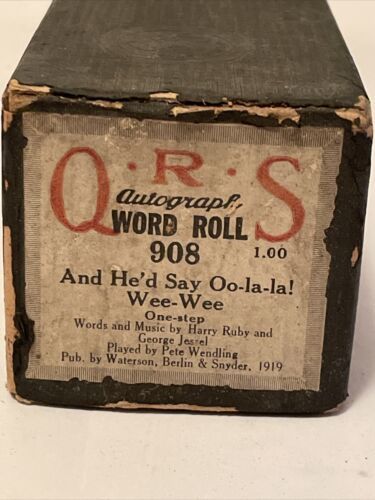 Q·R·S
Autograph
WORD ROLL
908 1.00
And He'd Say Oo-la-la!
Wee-Wee
One-step
Words and Music by Harry Ruby and
George Jessel
Played by Pete Wendling
Pub. by Waterson, Berlin & Snyder, 1919